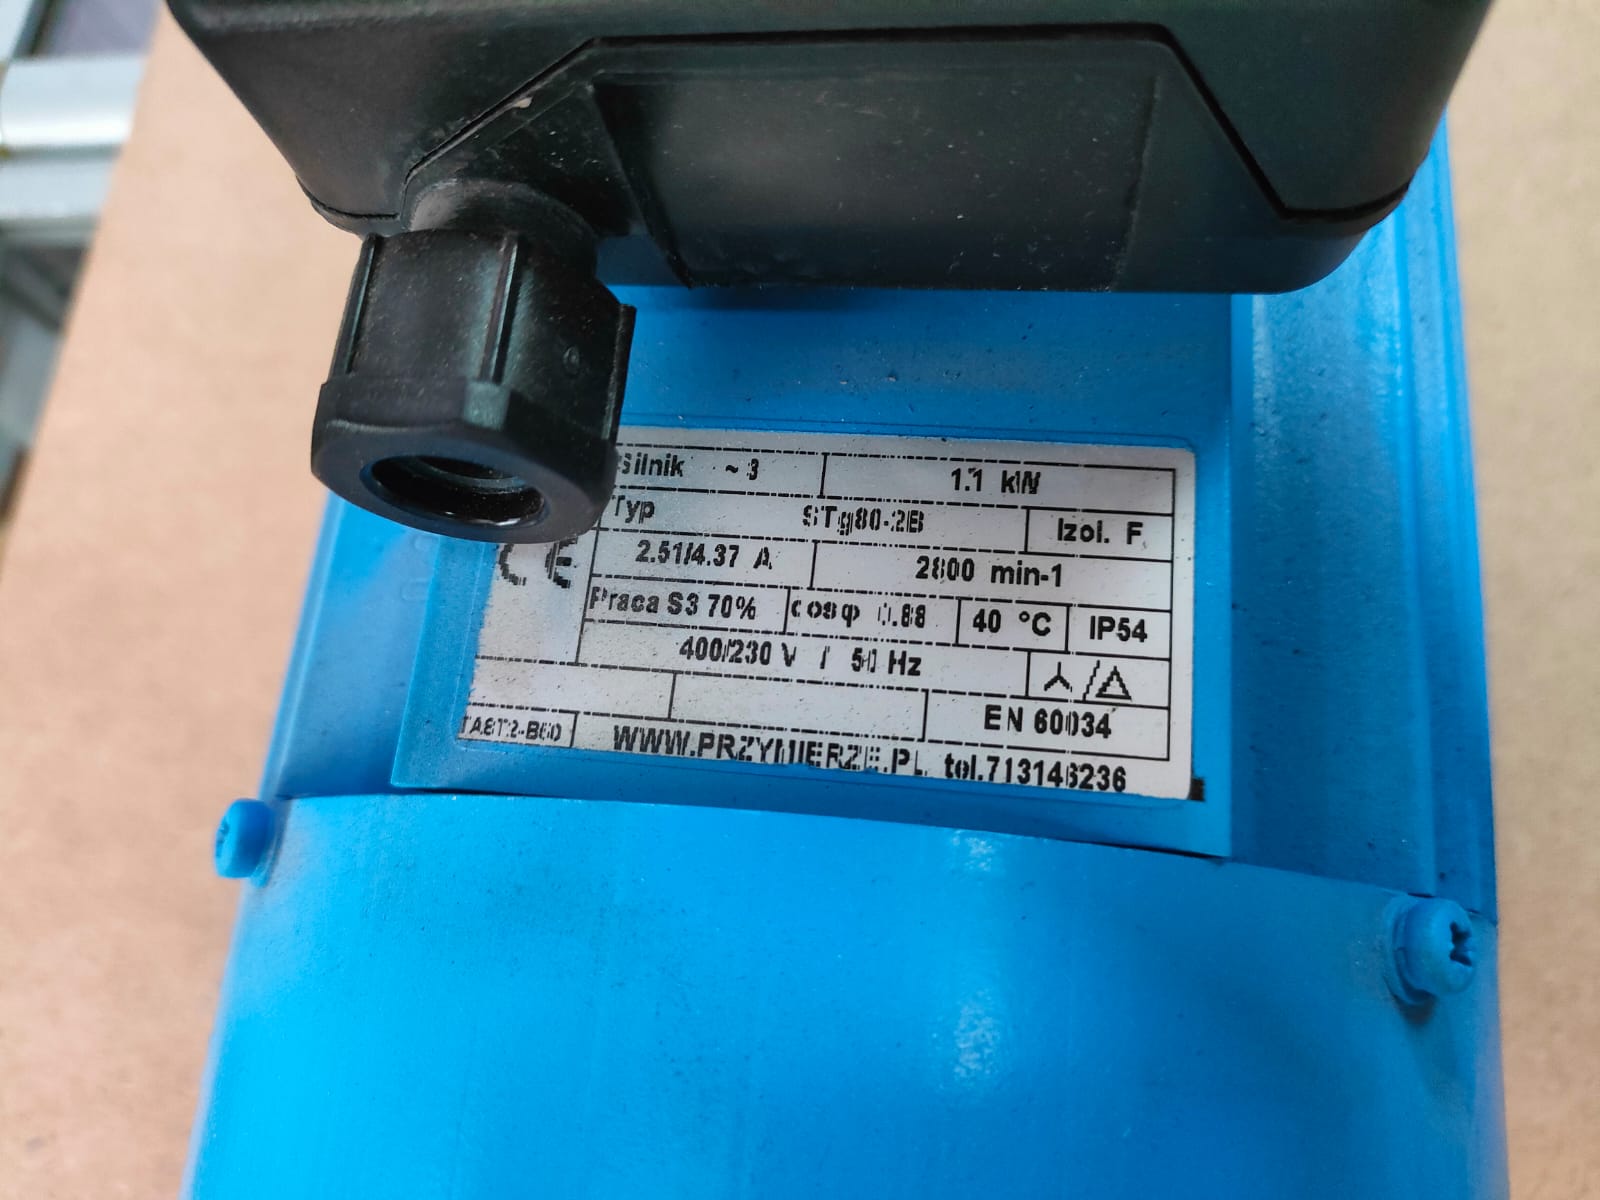 Silnik ~ 3 1.1 kW
Typ STg80-2B Izol. F
CE 2.51/4.37 A 2800 min-1
Praca S3 70% cosφ 0.88 40 °C IP54
400/230 V / 50 Hz
EN 60034
WWW.PRZYMIERZE.PL tel.713146236